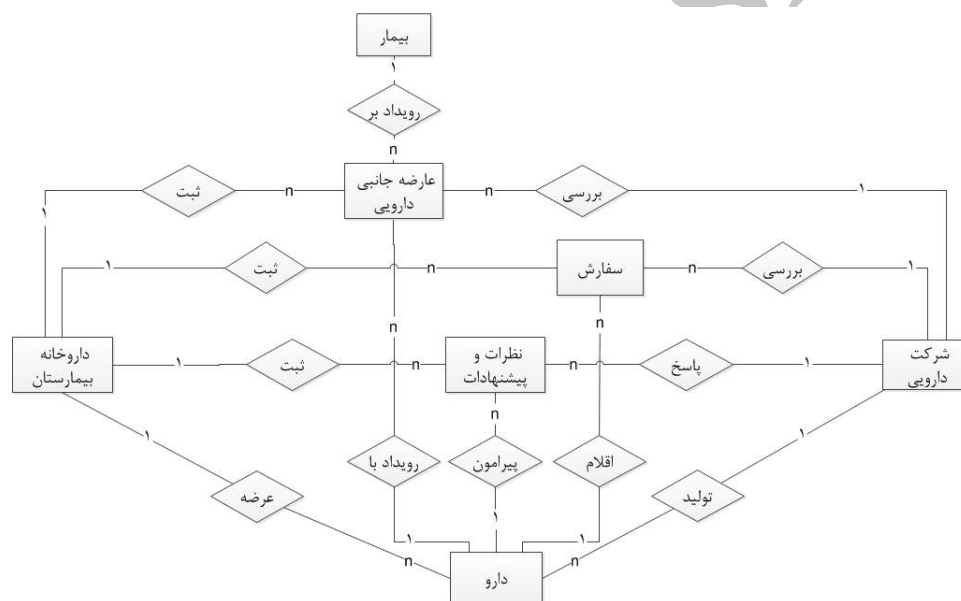 بیمار
۱
رویداد بر
n
ثبت
n
عارضه جانبی
دارویی
n
بررسی
۱
۱
۱
ثبت
n
سفارش
n
بررسی
۱
داروخانه
بیمارستان
۱
ثبت
n
نظرات و
پیشنهادات
n
پاسخ
۱
شرکت
دارویی
n
n
n
۱
۱
عرضه
رویداد با
پیرامون
اقلام
تولید
۱
۱
۱
n
n
دارو